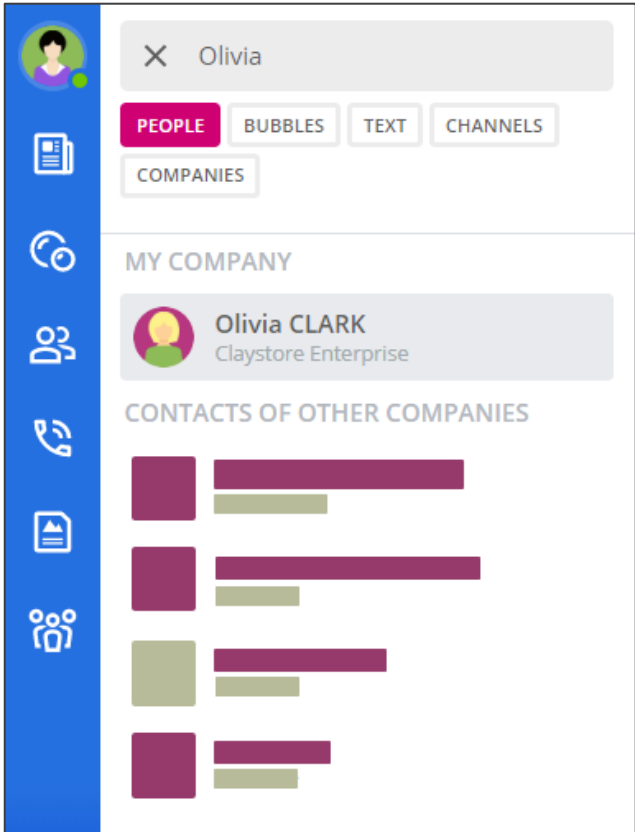 Olivia
PEOPLE BUBBLES TEXT CHANNELS
COMPANIES
MY COMPANY
Olivia CLARK
Claystore Enterprise
CONTACTS OF OTHER COMPANIES